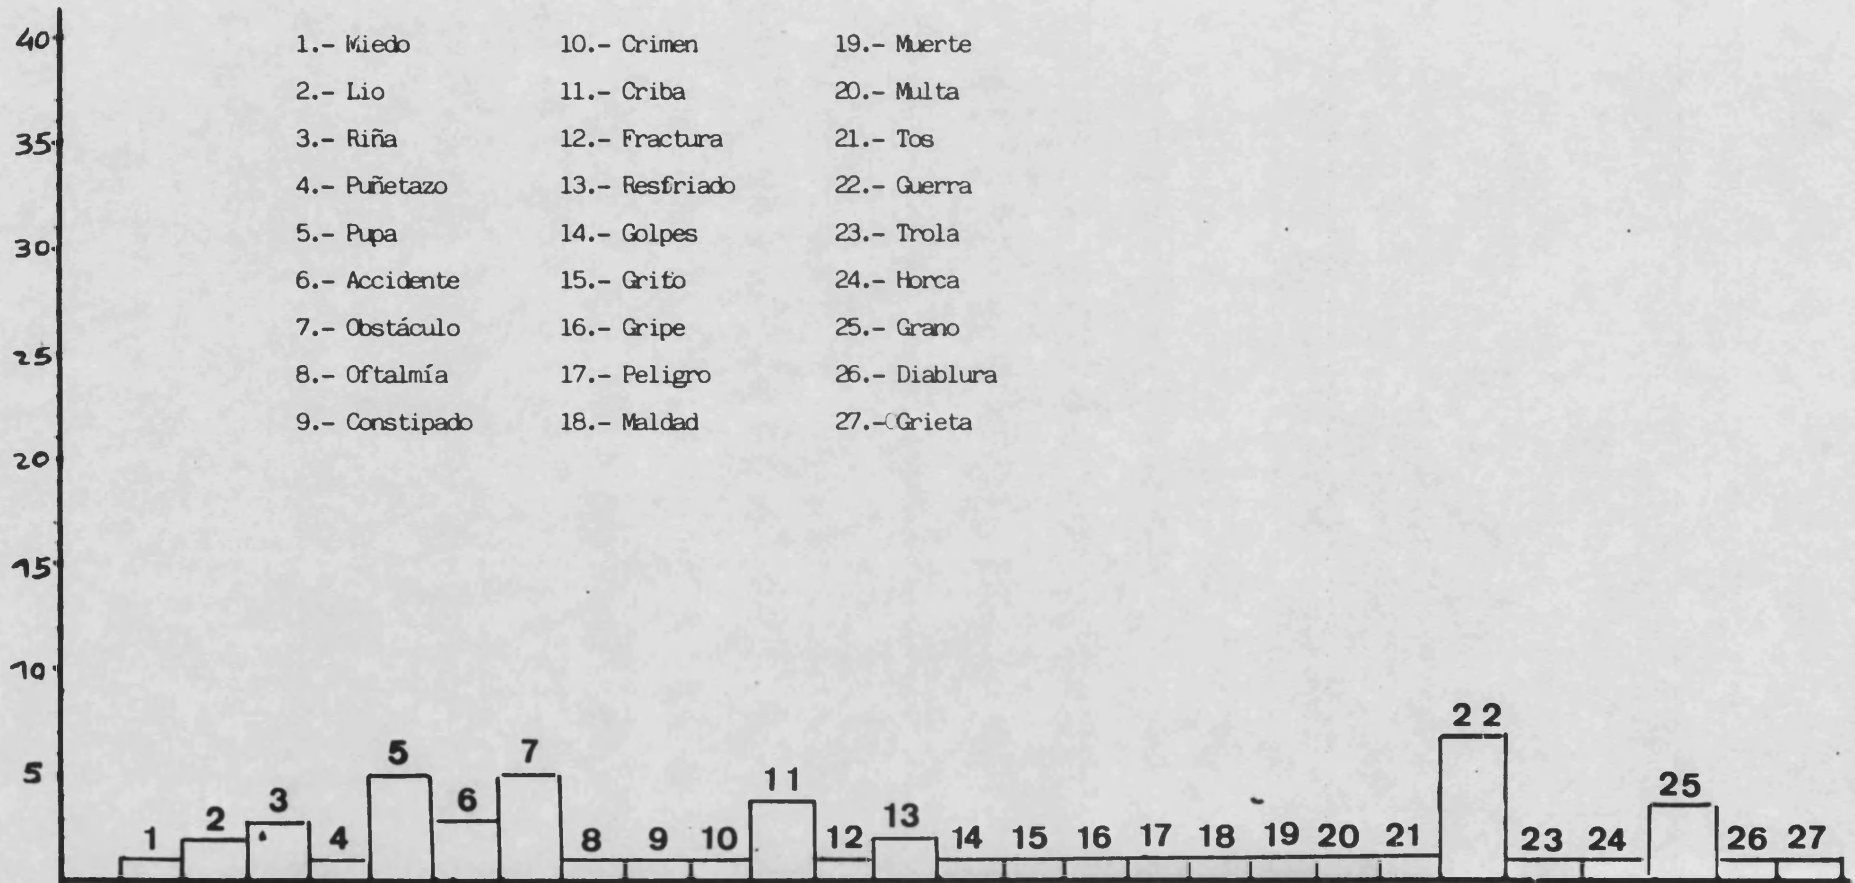 40
35
30
25
20
15
10
5
1.- Miedo
2.- Lio
3.- Riña
4.- Puñetazo
5.- Pupa
6.- Accidente
7.- Obstáculo
8.- Oftalmía
9.- Constipado
10.- Crimen
11.- Criba
12.- Fractura
13.- Resfriado
14.- Golpes
15.- Grito
16.- Gripe
17.- Peligro
18.- Maldad
19.- Muerte
20.- Multa
21.- Tos
22.- Guerra
23.- Trola
24.- Horca
25.- Grano
26.- Diablura
27.- Grieta
1 2 3 4 5 6 7 8 9 10 11 12 13 14 15 16 17 18 19 20 21 22 23 24 25 26 27